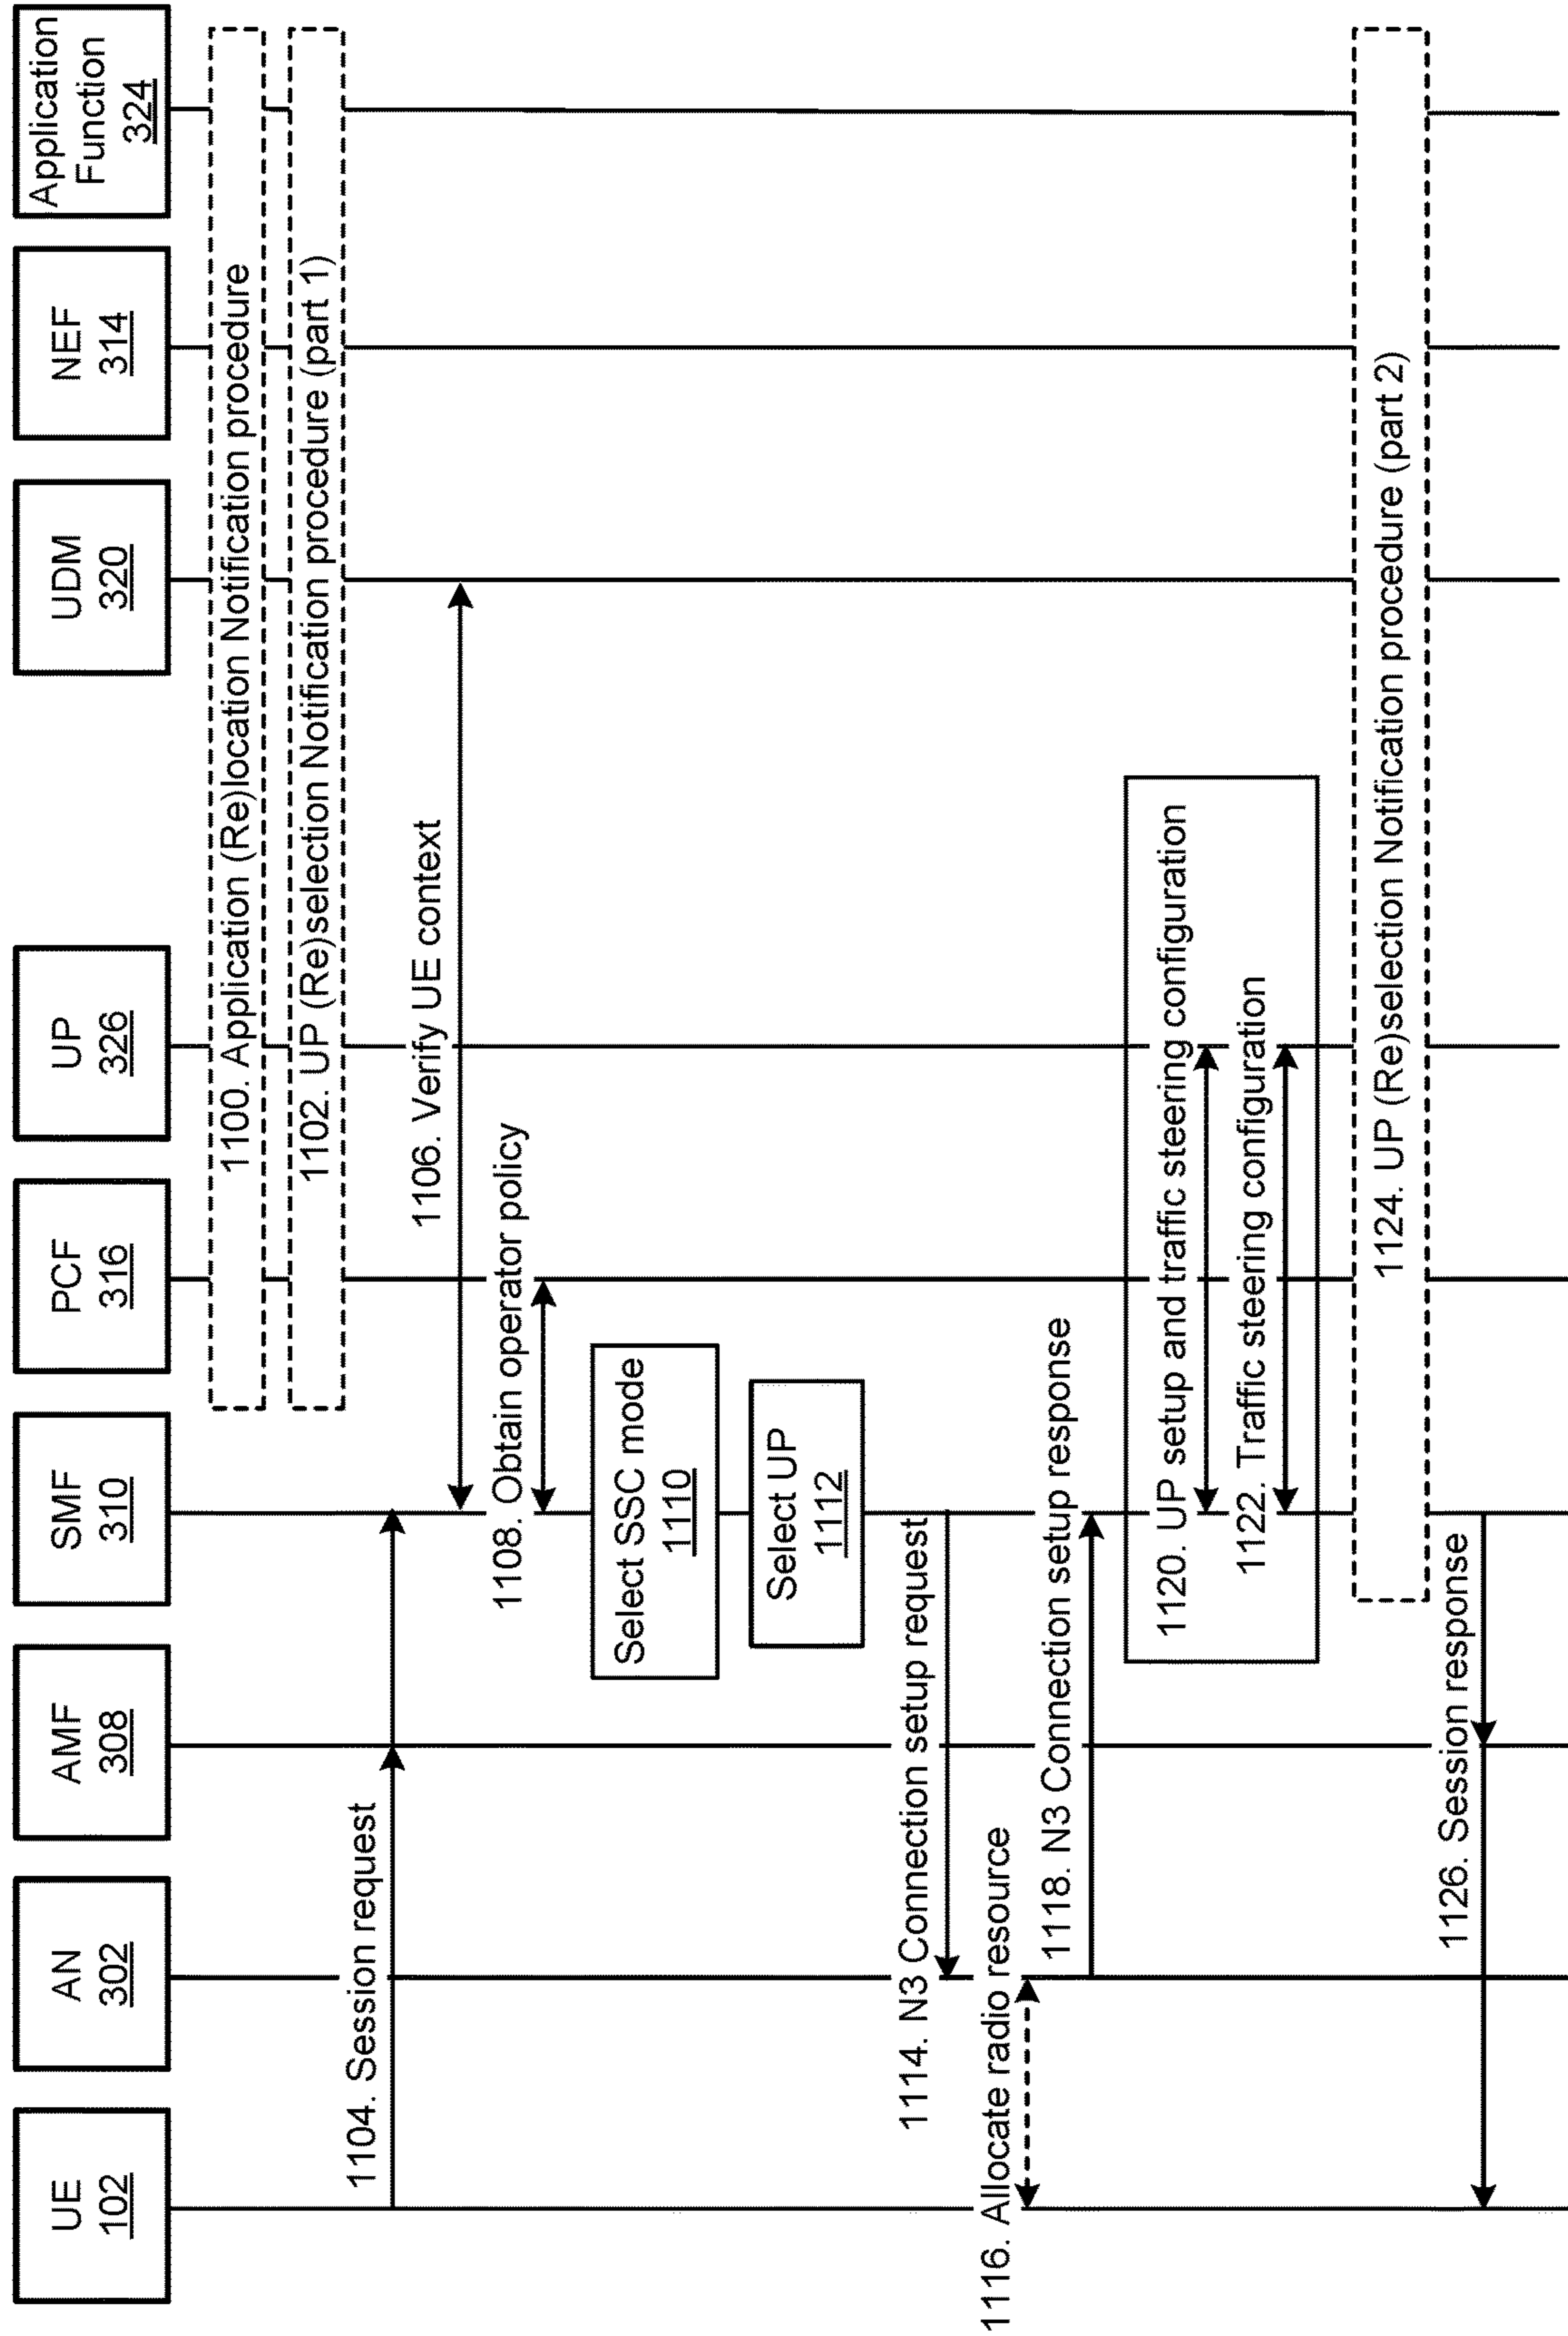 UE
102
AN
302
AMF
308
SMF
310
PCF
316
UP
326
UDM
320
NEF
314
Application
Function
324
1100. Application (Re)location Notification procedure
1102. UP (Re)selection Notification procedure (part 1)
1104. Session request
1106. Verify UE context
1108. Obtain operator policy
Select SSC mode
1110
Select UP
1112
1114. N3 Connection setup request
1116. Allocate radio resource
1118. N3 Connection setup response
1120. UP setup and traffic steering configuration
1122. Traffic steering configuration
1124. UP (Re)selection Notification procedure (part 2)
1126. Session response